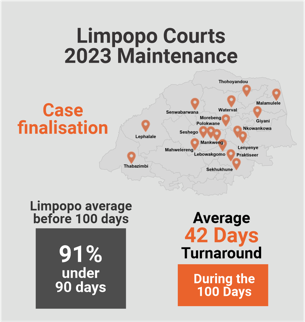 Limpopo Courts
2023 Maintenance
Case
finalisation
Thohoyandou
Senwabarwana
Waterval
Malamulele
Morebeng
Giyani
Polokwane
Nkowankowa
Lephalale
Seshego
Mankweng
Lenyenye
Mahwelereng
Lebowakgomo
Praktiseer
Thabazimbi
Sekhukhune
Limpopo average
before 100 days
91%
under
90 days
Average
42 Days
Turnaround
During the
100 Days